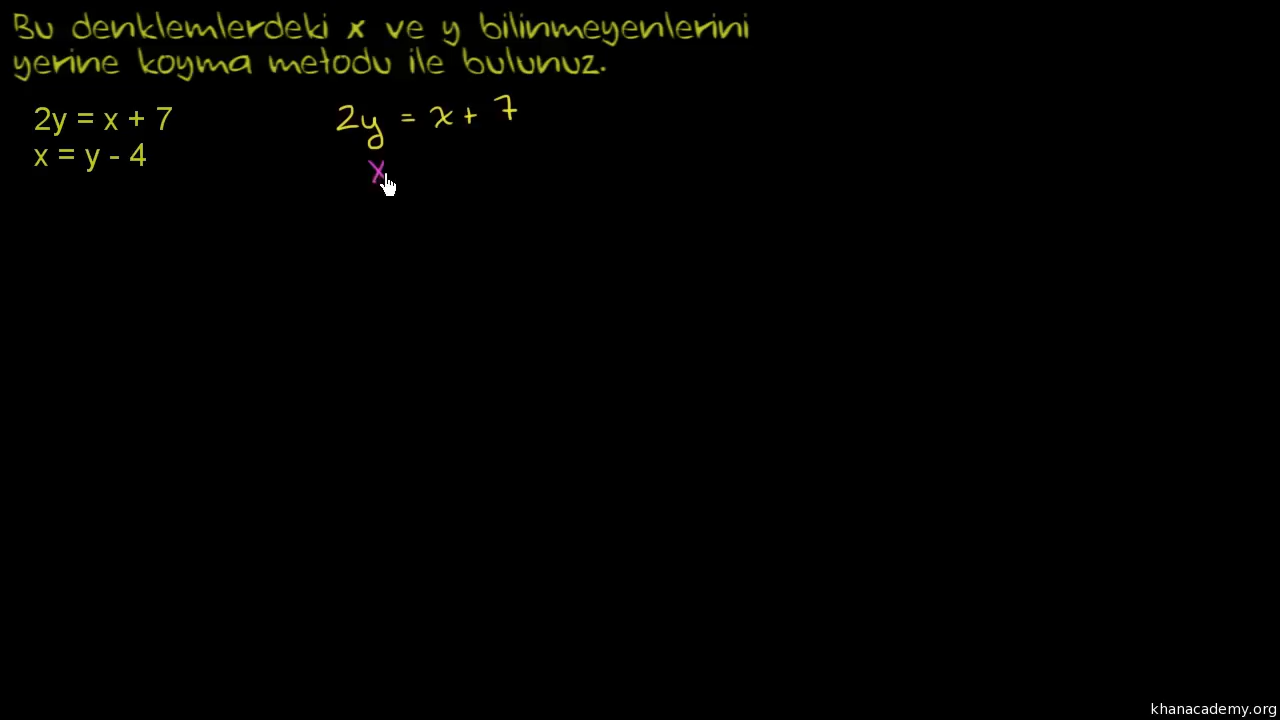 Bu denklemlerdeki x ve y bilinmeyenlerini
yerine koyma metodu ile bulunuz.
2y = x + 7
x = y - 4
2y = x + 7
x
khanacademy.org